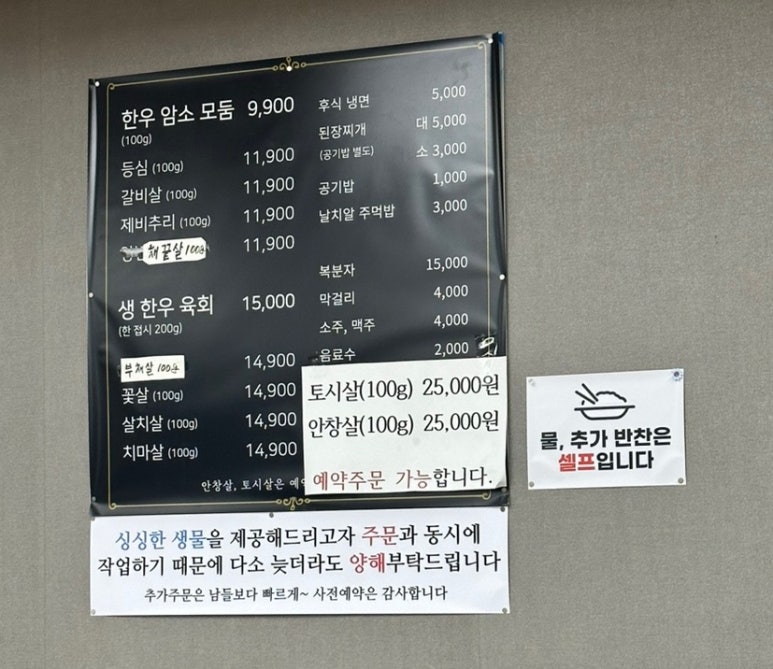 한우 암소 모둠 9,900
(100g)
등심 (100g) 11,900
갈비살 (100g) 11,900
제비추리 (100g) 11,900
채끝살 100g 11,900
생 한우 육회 15,000
(한 접시 200g)
부채살 100g 14,900
꽃살 (100g) 14,900
살치살 (100g) 14,900
치마살 (100g) 14,900
안창살, 토시살은
후식 냉면 5,000
된장찌개 대 5,000
(공기밥 별도) 소 3,000
공기밥 1,000
날치알 주먹밥 3,000
복분자 15,000
막걸리 4,000
소주, 맥주 4,000
음료수 2,000
토시살(100g) 25,000원
안창살(100g) 25,000원
예약주문 가능합니다.
물, 추가 반찬은
셀프입니다
싱싱한 생물을 제공해드리고자 주문과 동시에
작업하기 때문에 다소 늦더라도 양해부탁드립니다
추가주문은 남들보다 빠르게~ 사전예약은 감사합니다